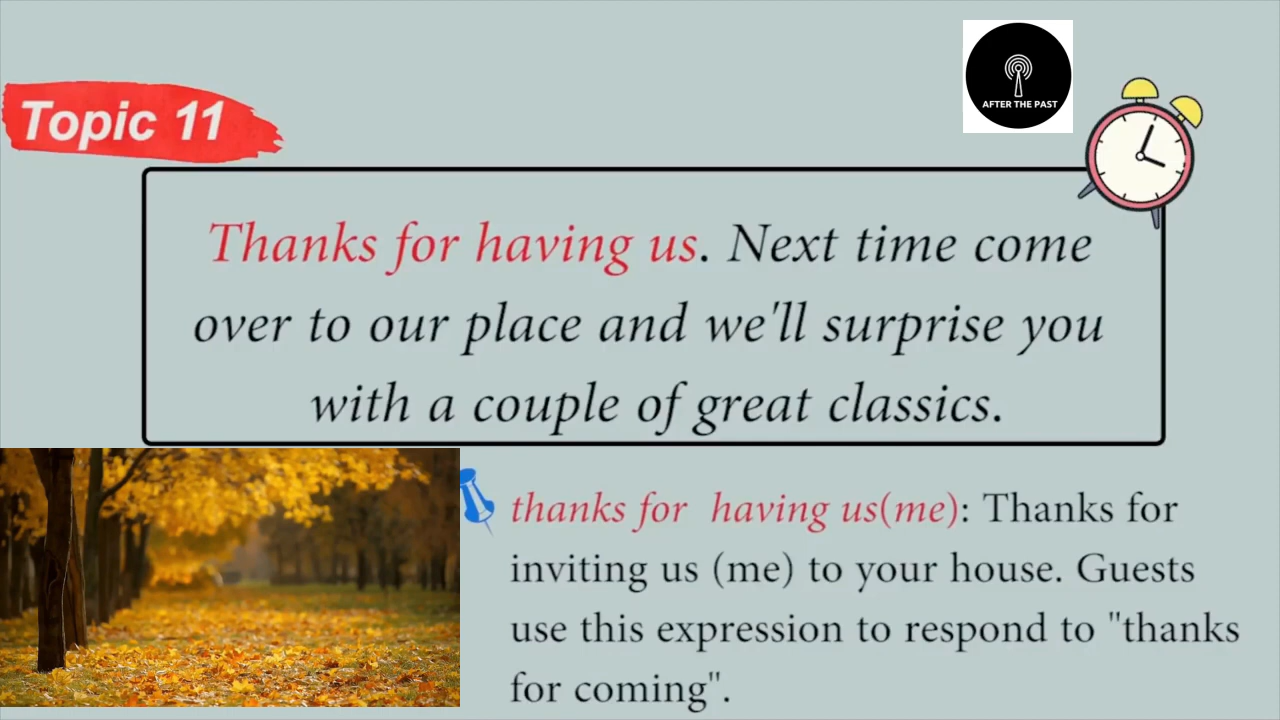 AFTER THE PAST
Topic 11
Thanks for having us. Next time come
over to our place and we'll surprise you
with a couple of great classics.
thanks for having us(me): Thanks for
inviting us (me) to your house. Guests
use this expression to respond to "thanks
for coming".